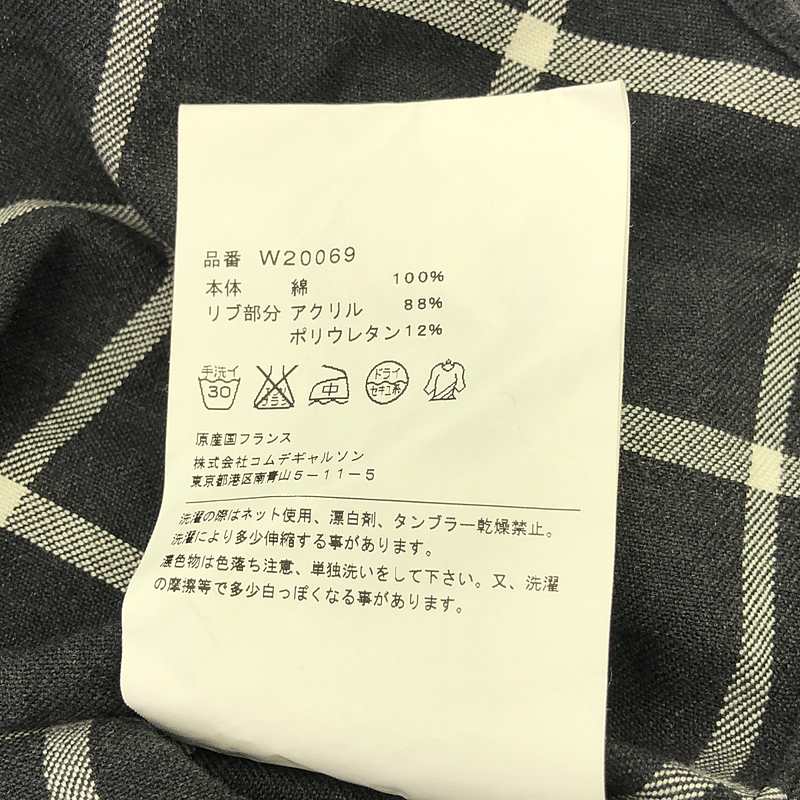 品番 W20069
本体 綿 100%
リブ部分 アクリル 88%
ポリウレタン 12%
手洗イ 30 エンソサラシ 中 ドライ セキユ系
原産国フランス
株式会社コムデギャルソン
東京都港区南青山5-11-5
洗濯の際はネット使用、漂白剤、タンブラー乾燥禁止。
洗濯により多少伸縮する事があります。
濃色物は色落ち注意、単独洗いをして下さい。又、洗濯
の摩擦等で多少白っぽくなる事があります。